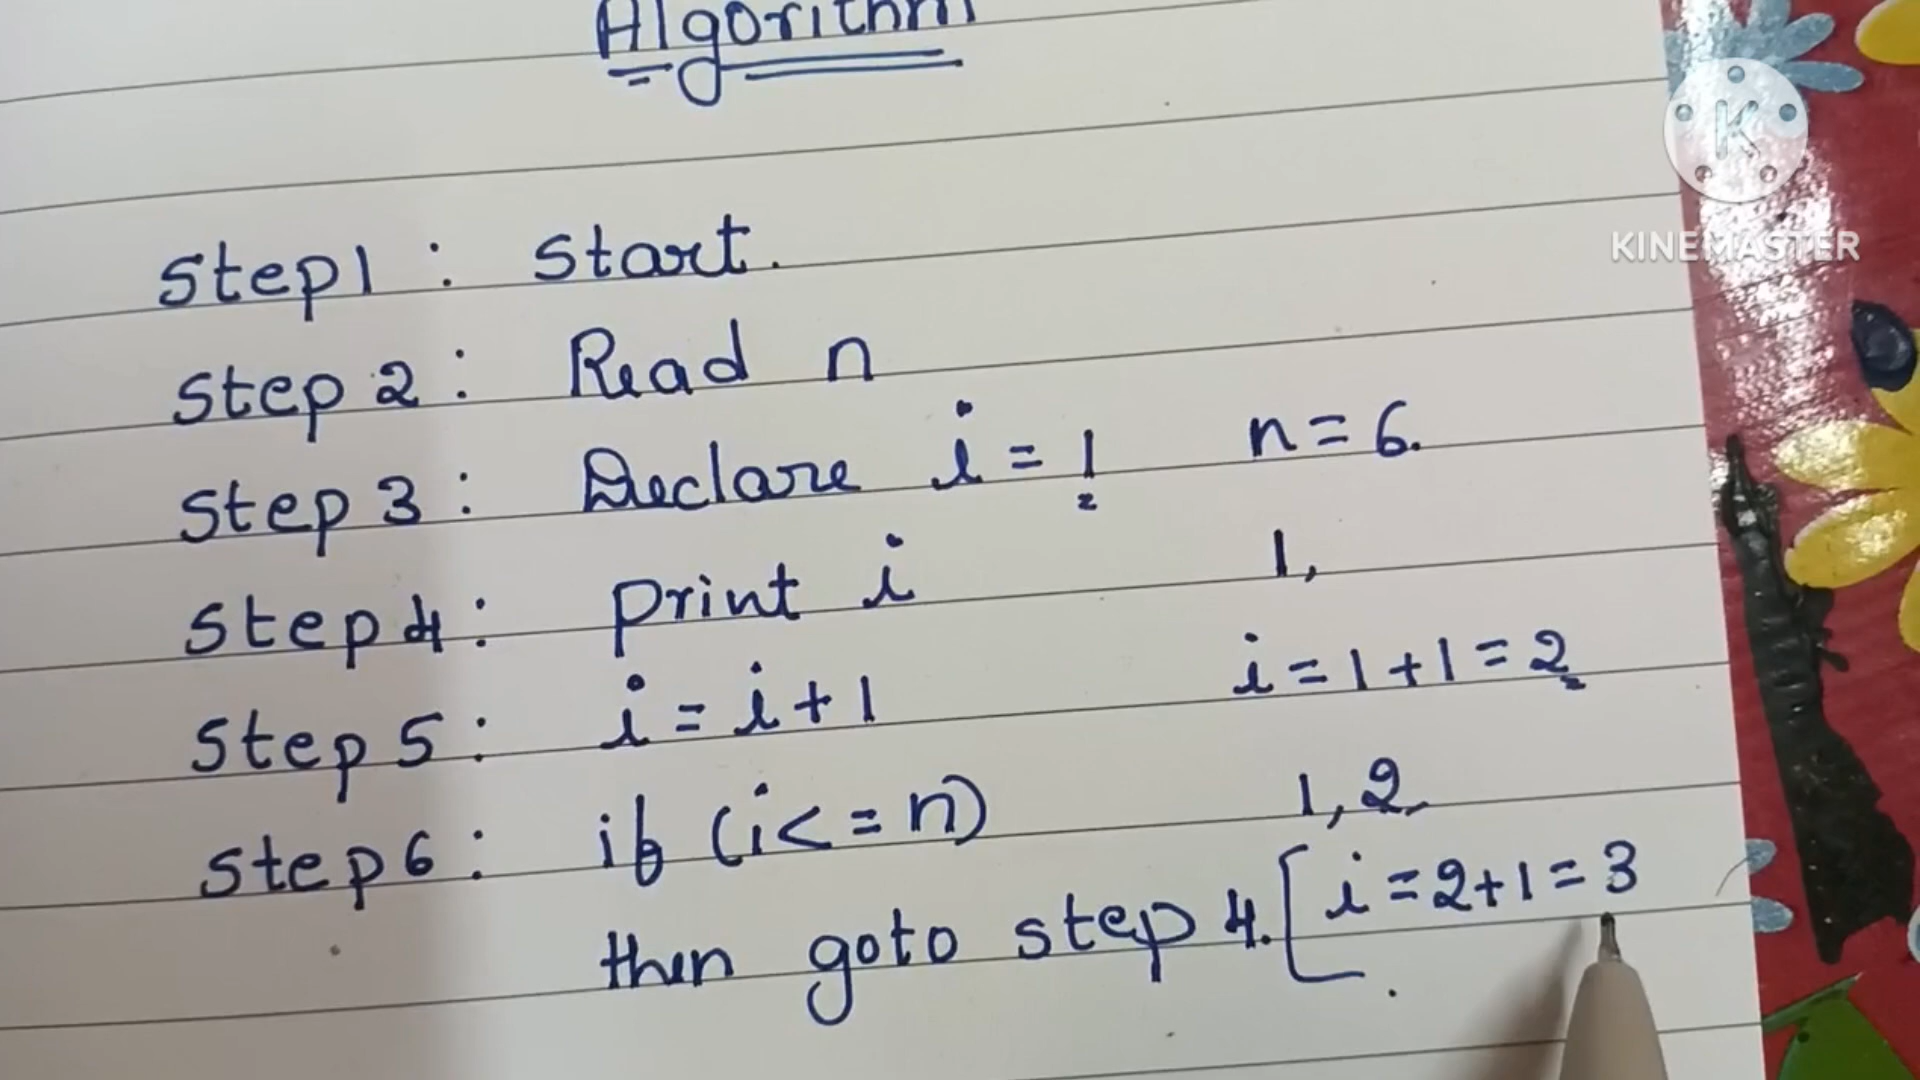 Algorithm
K
KINEMASTER
Step1 : Start.
Step 2 : Read n
Step 3 : Declare i = 1 n = 6.
Step 4 : Print i 1,
Step 5 : i = i + 1 i = 1 + 1 = 2
Step 6 : if (i < = n) 1, 2,
then goto step 4. [ i = 2 + 1 = 3